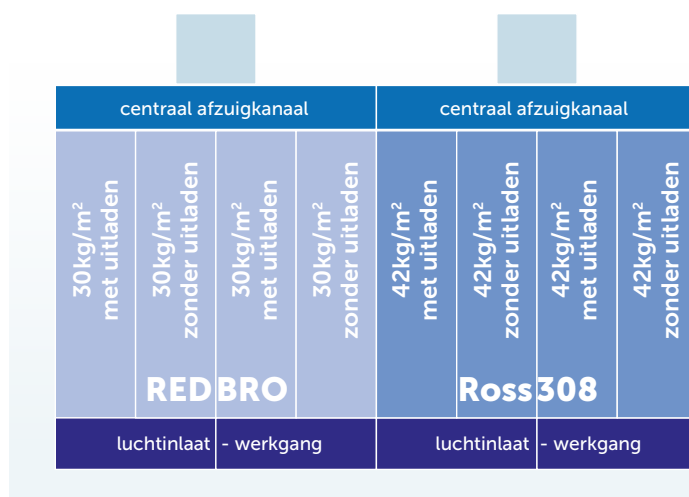 centraal afzuigkanaal
centraal afzuigkanaal
30kg/m²
met uitladen
30kg/m²
zonder uitladen
30kg/m²
met uitladen
30kg/m²
zonder uitladen
42kg/m²
met uitladen
42kg/m²
zonder uitladen
42kg/m²
met uitladen
42kg/m²
zonder uitladen
RED BRO
Ross 308
luchtinlaat - werkgang
luchtinlaat - werkgang